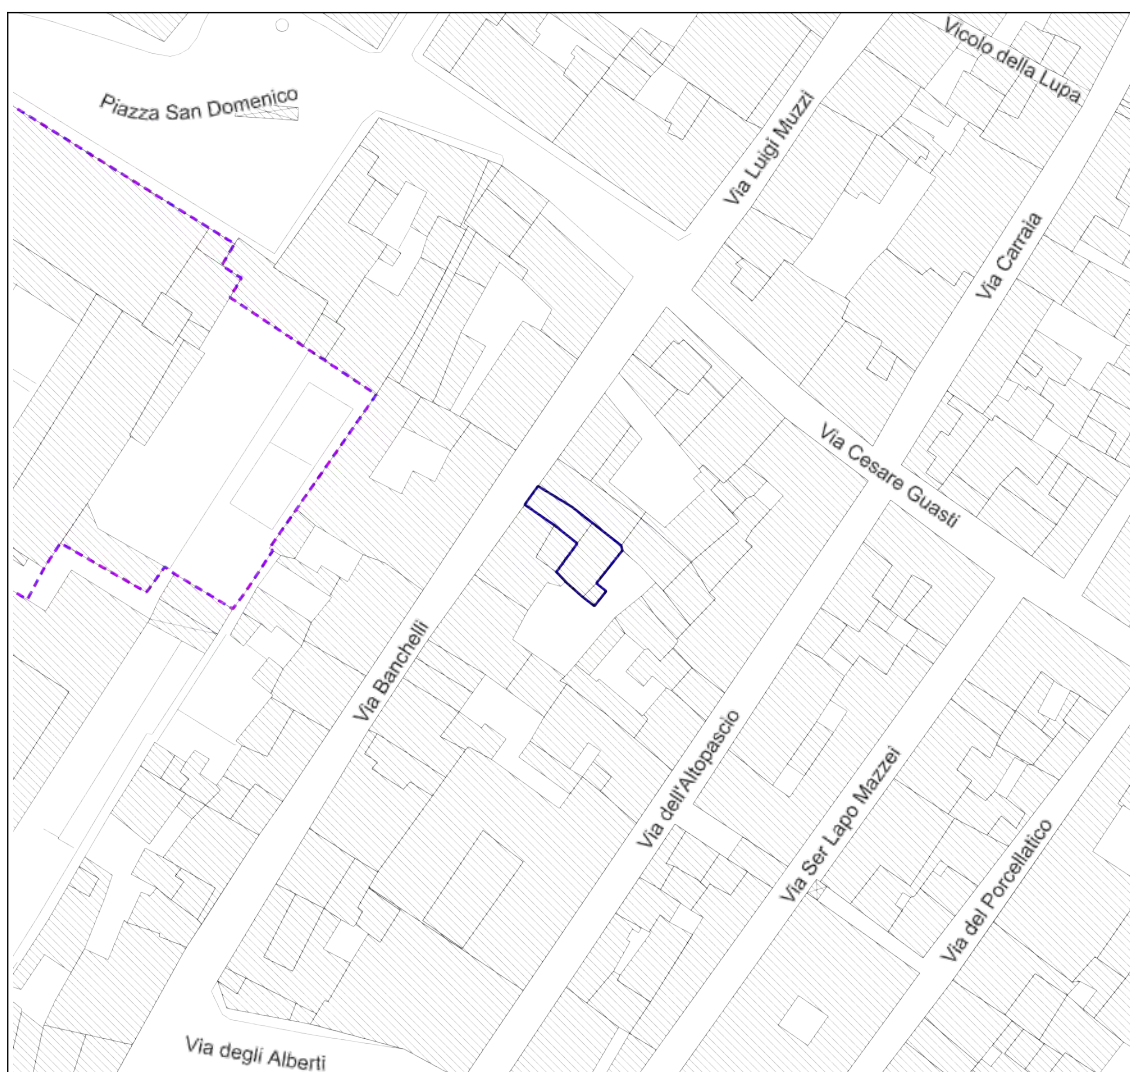 Vicolo della Lupa
Piazza San Domenico
Via Luigi Muzzi
Via Carraia
Via Cesare Guasti
Via Banchelli
Via dell'Altopascio
Via Ser Lapo Mazzei
Via del Porcellatico
Via degli Alberti